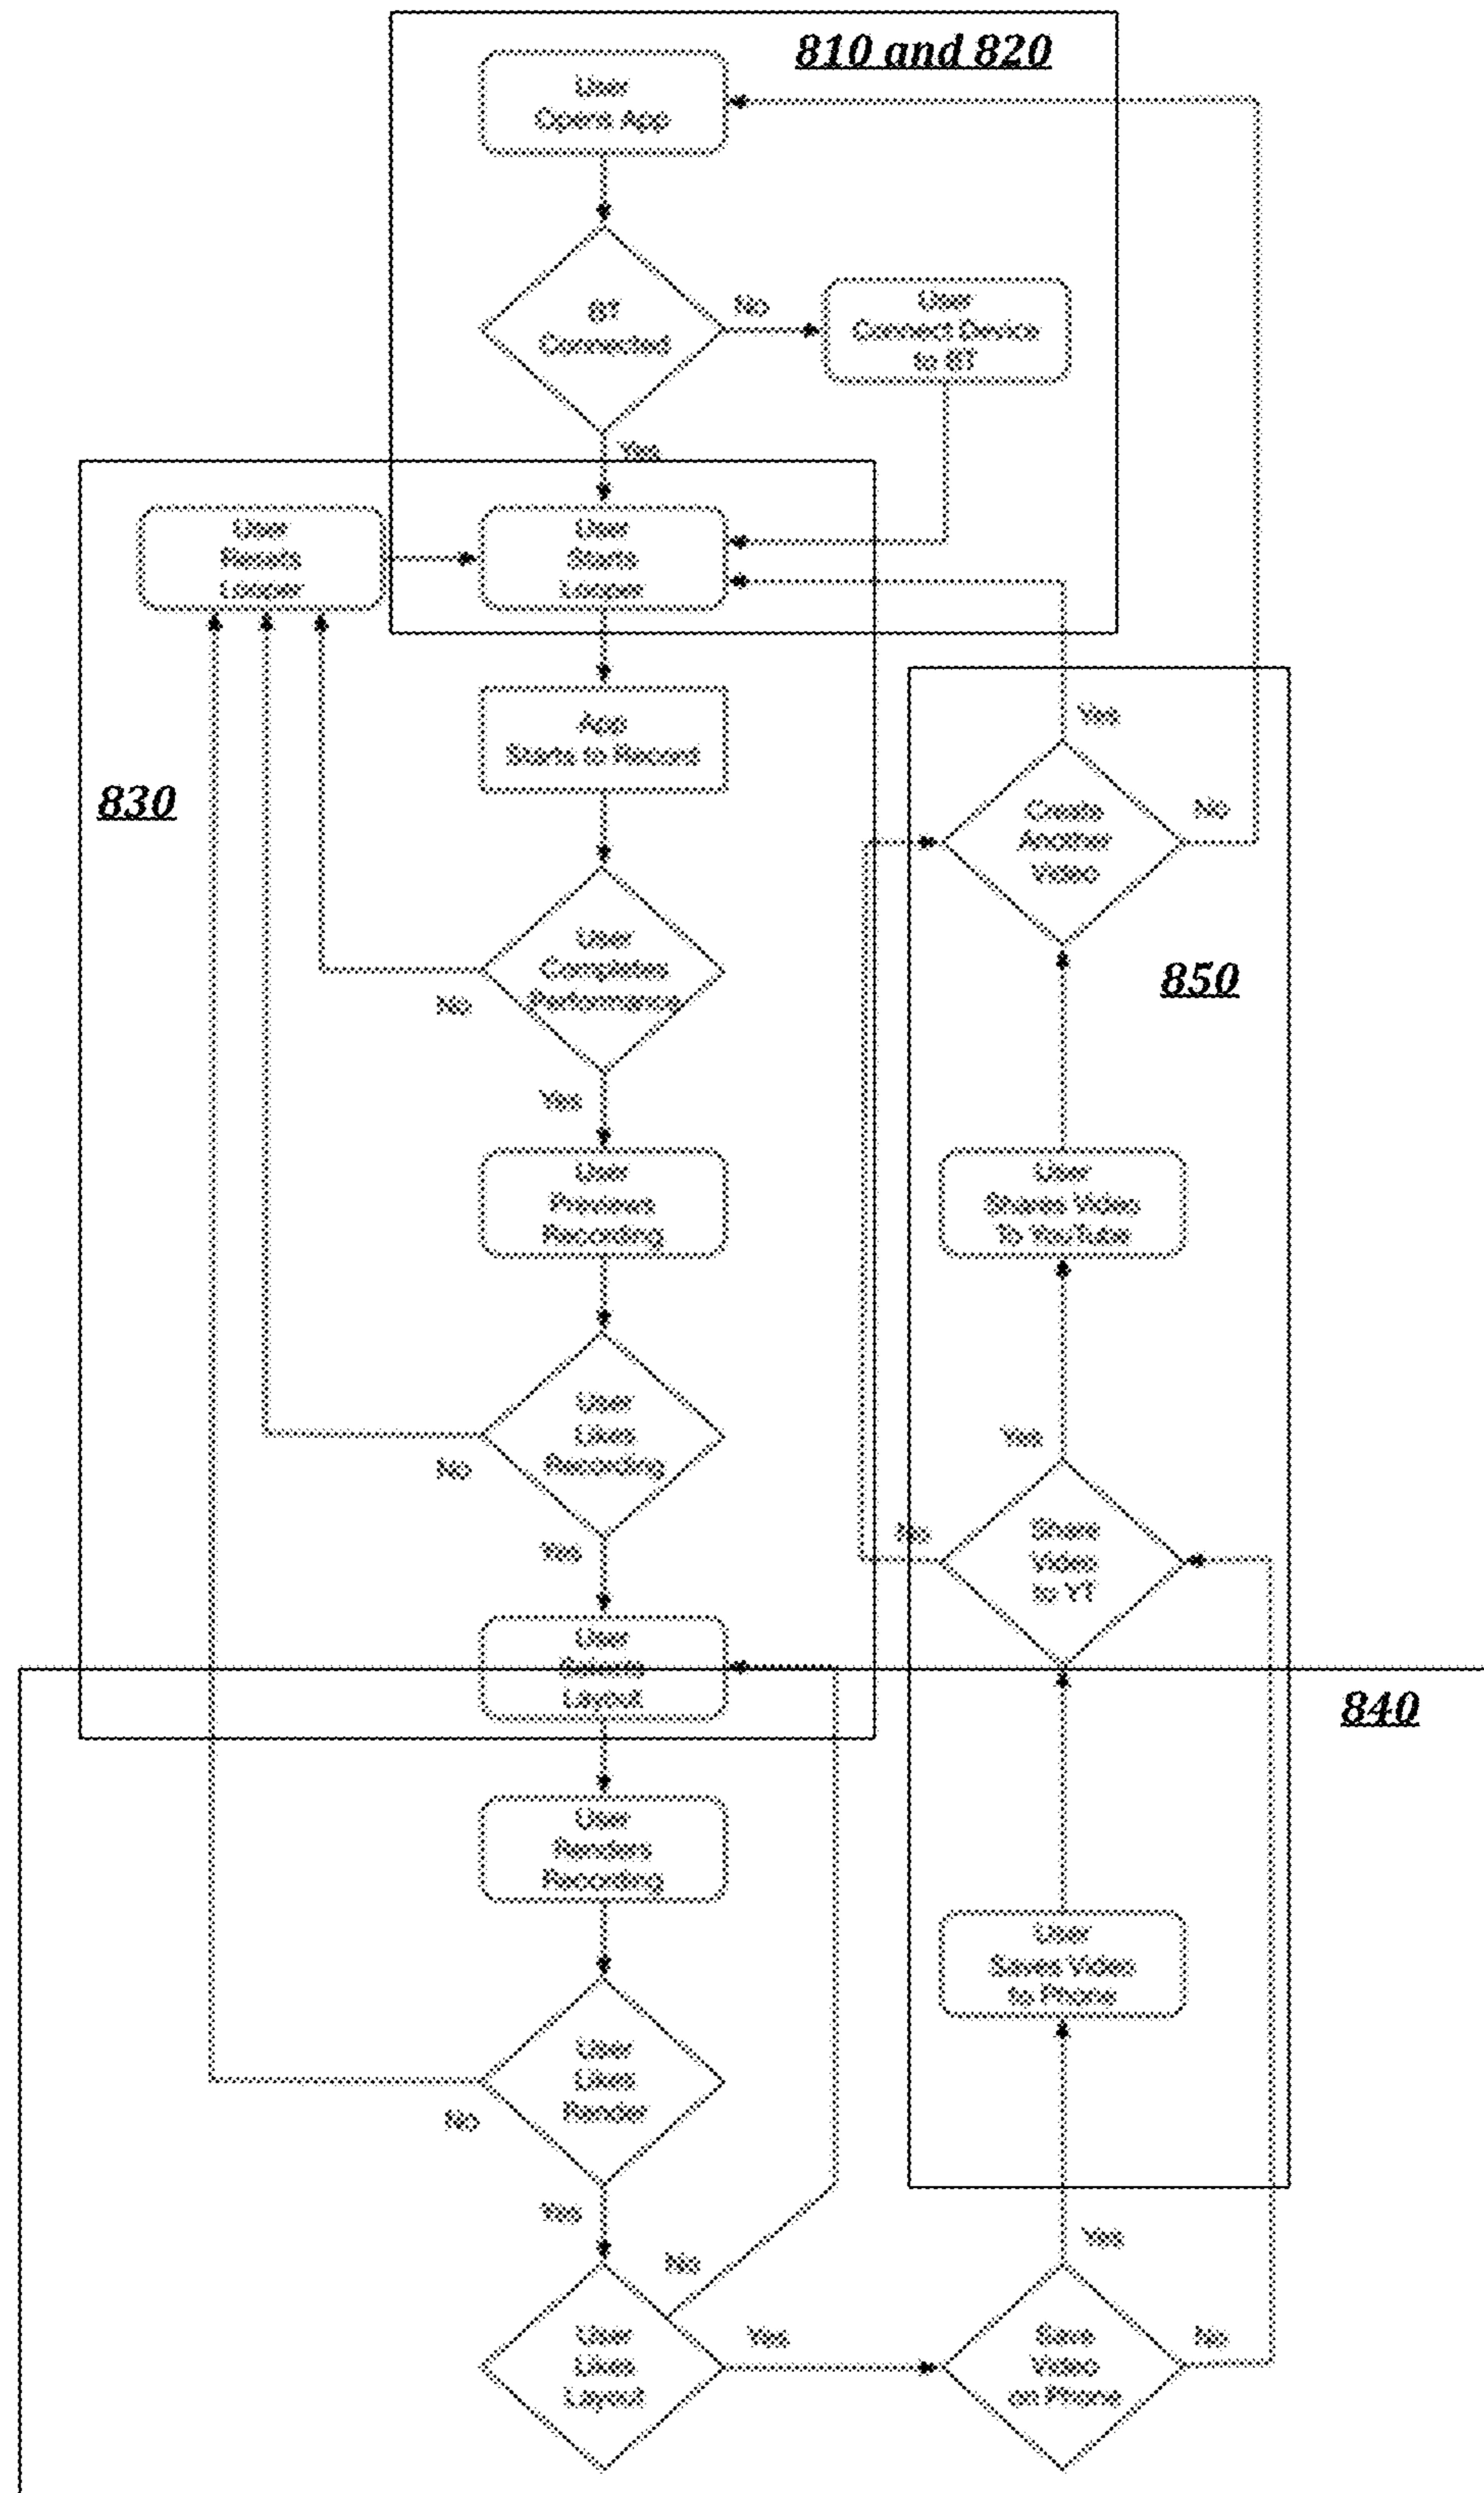 810 and 820
User
Opens App
BT
Connected
No
User
Connect Device
to BT
Yes
User
Resets
Looper
User
Starts
Looper
App
Starts to Record
Yes
830
Create
Another
Video
No
User
Completes
Performance
No
850
Yes
User
Previews
Recording
User
Shares Video
To YouTube
User
Likes
Recording
No
Yes
Yes
No
Share
Video
to YT
User
Layout
840
User
Renders
Recording
User
Saves Video
to Phone
User
Likes
Render
No
Yes
No
Yes
User
Likes
Layout
Yes
Save
Video
on Phone
No